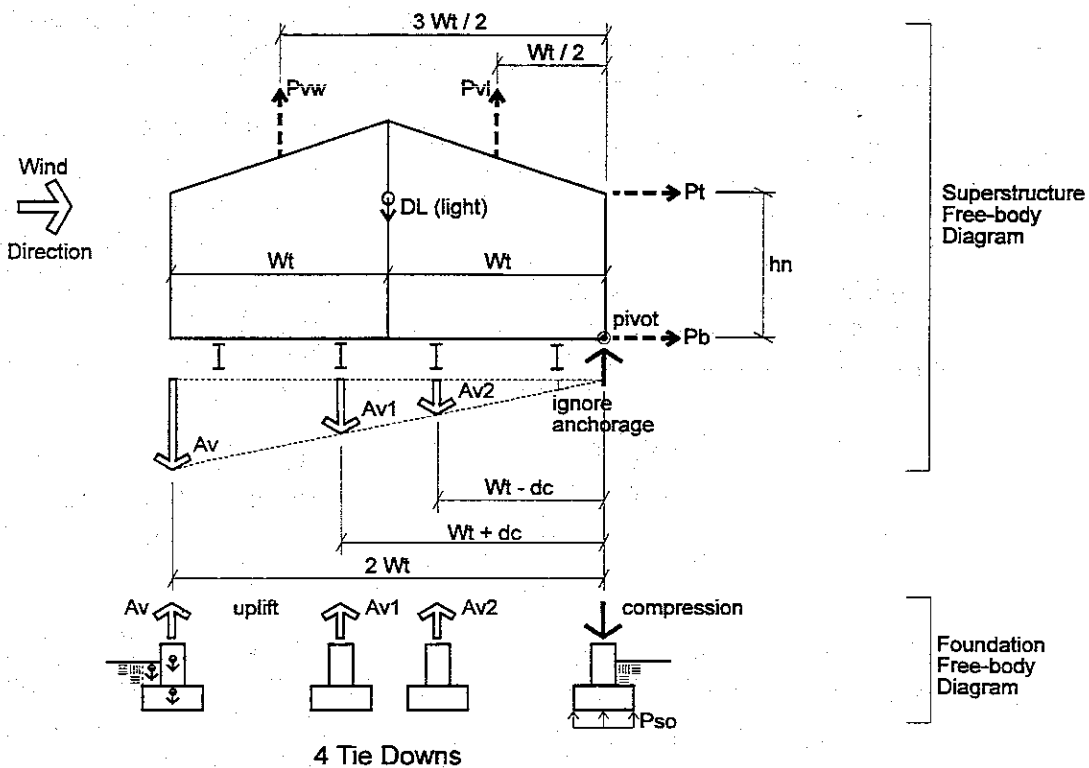 3 Wt / 2
Wt / 2
Pvw
Pvl
Wind
Direction
Pt
DL (light)
Superstructure
Free-body
Diagram
Wt
Wt
hn
pivot
Pb
Av
Av1
Av2
ignore
anchorage
Wt - dc
Wt + dc
2 Wt
Av
uplift
Av1
Av2
compression
Foundation
Free-body
Diagram
Pso
4 Tie Downs